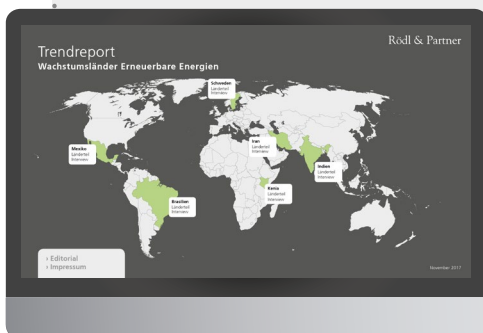 Rödl & Partner
Trendreport
Wachstumsländer Erneuerbare Energien
Schweden
Länderteil
Interview
Mexiko
Länderteil
Interview
Iran
Länderteil
Interview
Indien
Länderteil
Interview
Kenia
Länderteil
Interview
Brasilien
Länderteil
Interview
› Editorial
› Impressum
November 2017